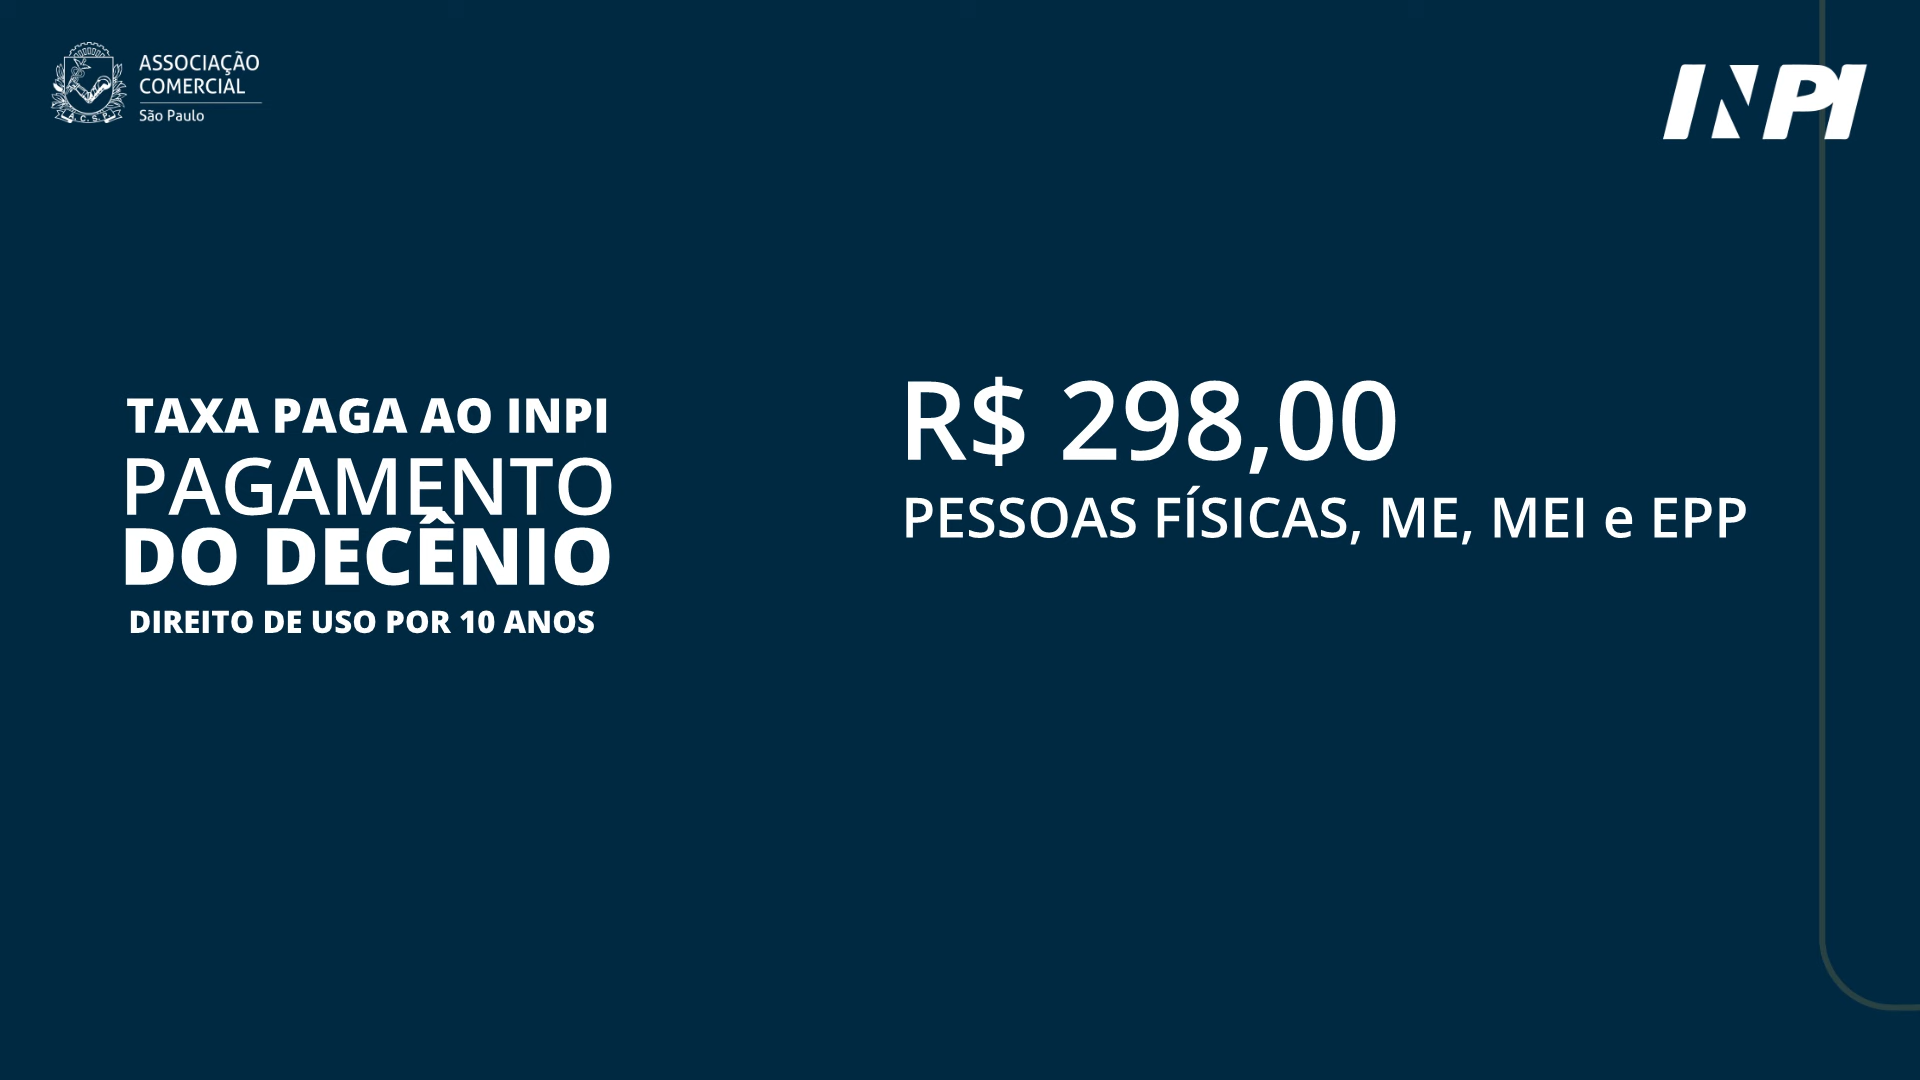 ASSOCIAÇÃO
COMERCIAL
São Paulo
A.C.S.P.
INPI
TAXA PAGA AO INPI
PAGAMENTO
DO DECÊNIO
DIREITO DE USO POR 10 ANOS
R$ 298,00
PESSOAS FÍSICAS, ME, MEI e EPP